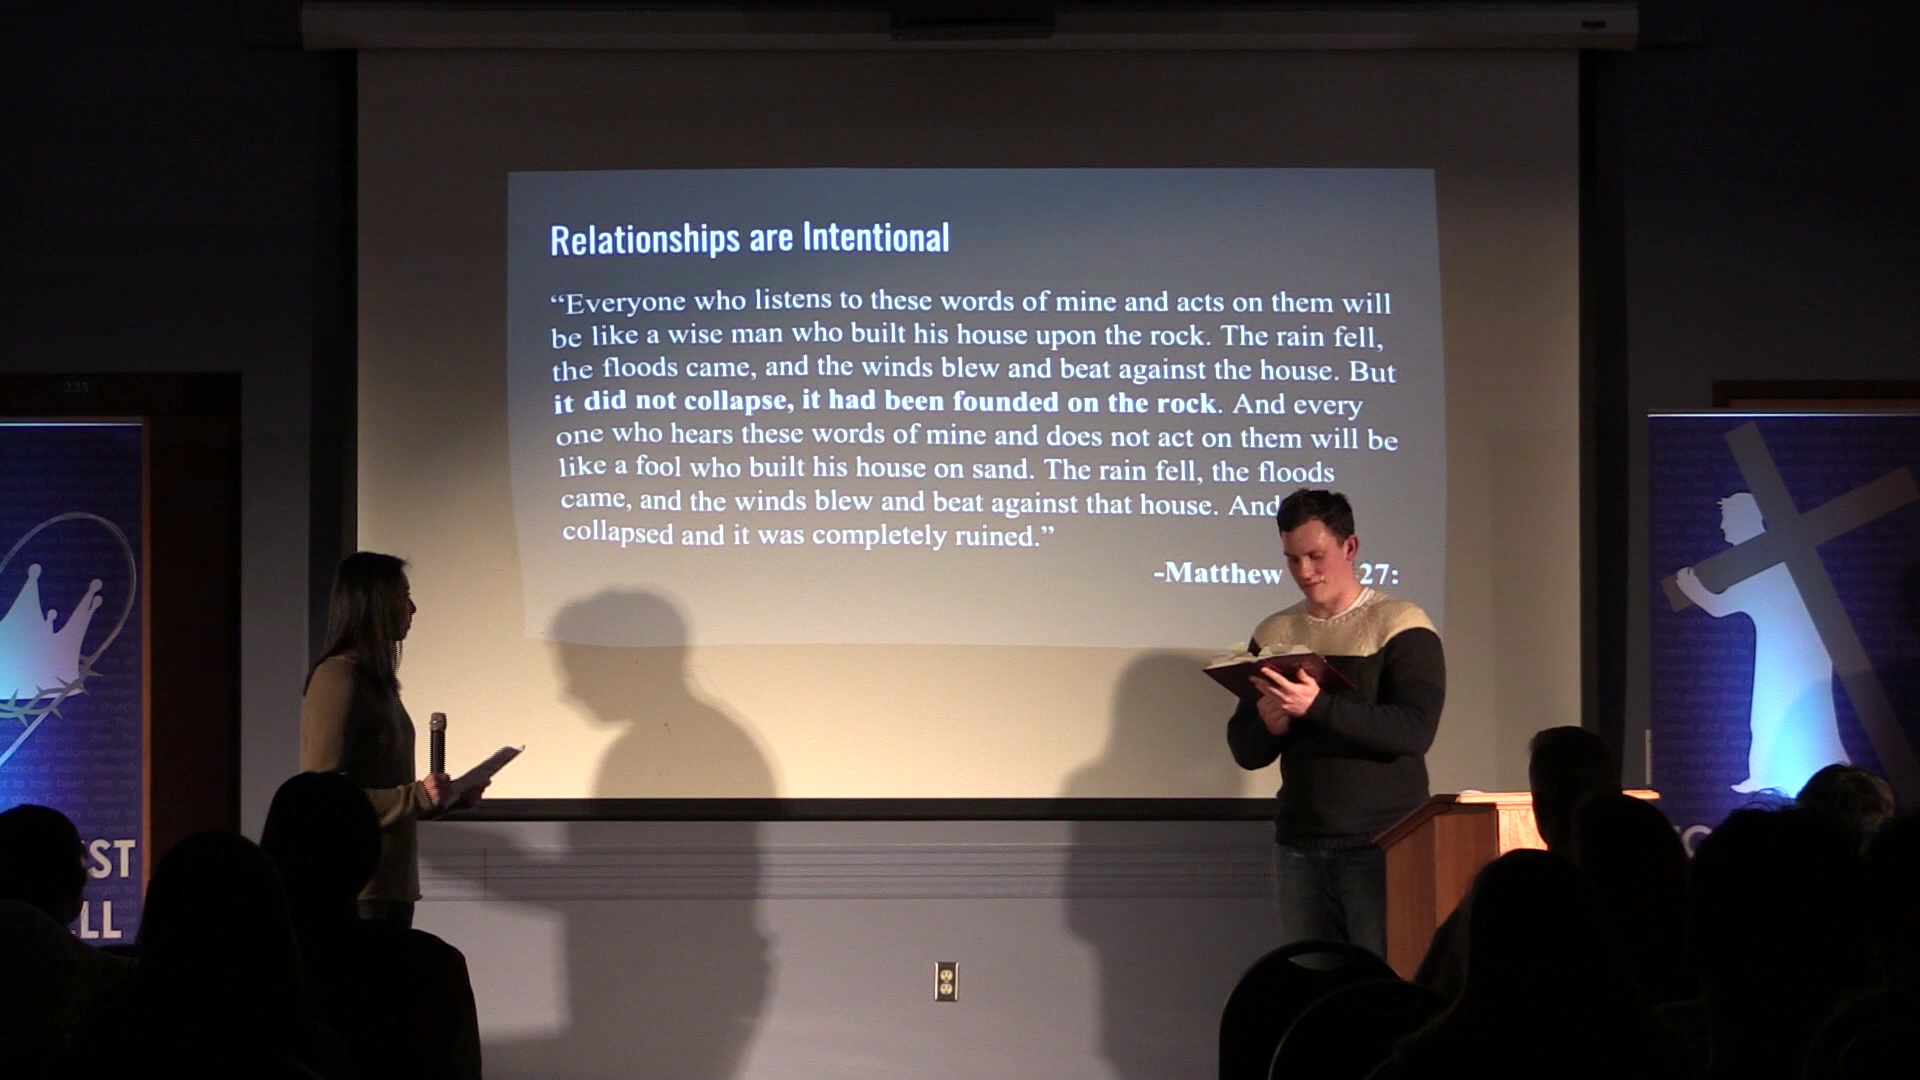 Relationships are Intentional
“Everyone who listens to these words of mine and acts on them will
be like a wise man who built his house upon the rock. The rain fell,
the floods came, and the winds blew and beat against the house. But
it did not collapse, it had been founded on the rock. And every
one who hears these words of mine and does not act on them will be
like a fool who built his house on sand. The rain fell, the floods
came, and the winds blew and beat against that house. And
collapsed and it was completely ruined.”
-Matthew 27:
225
ST
LL